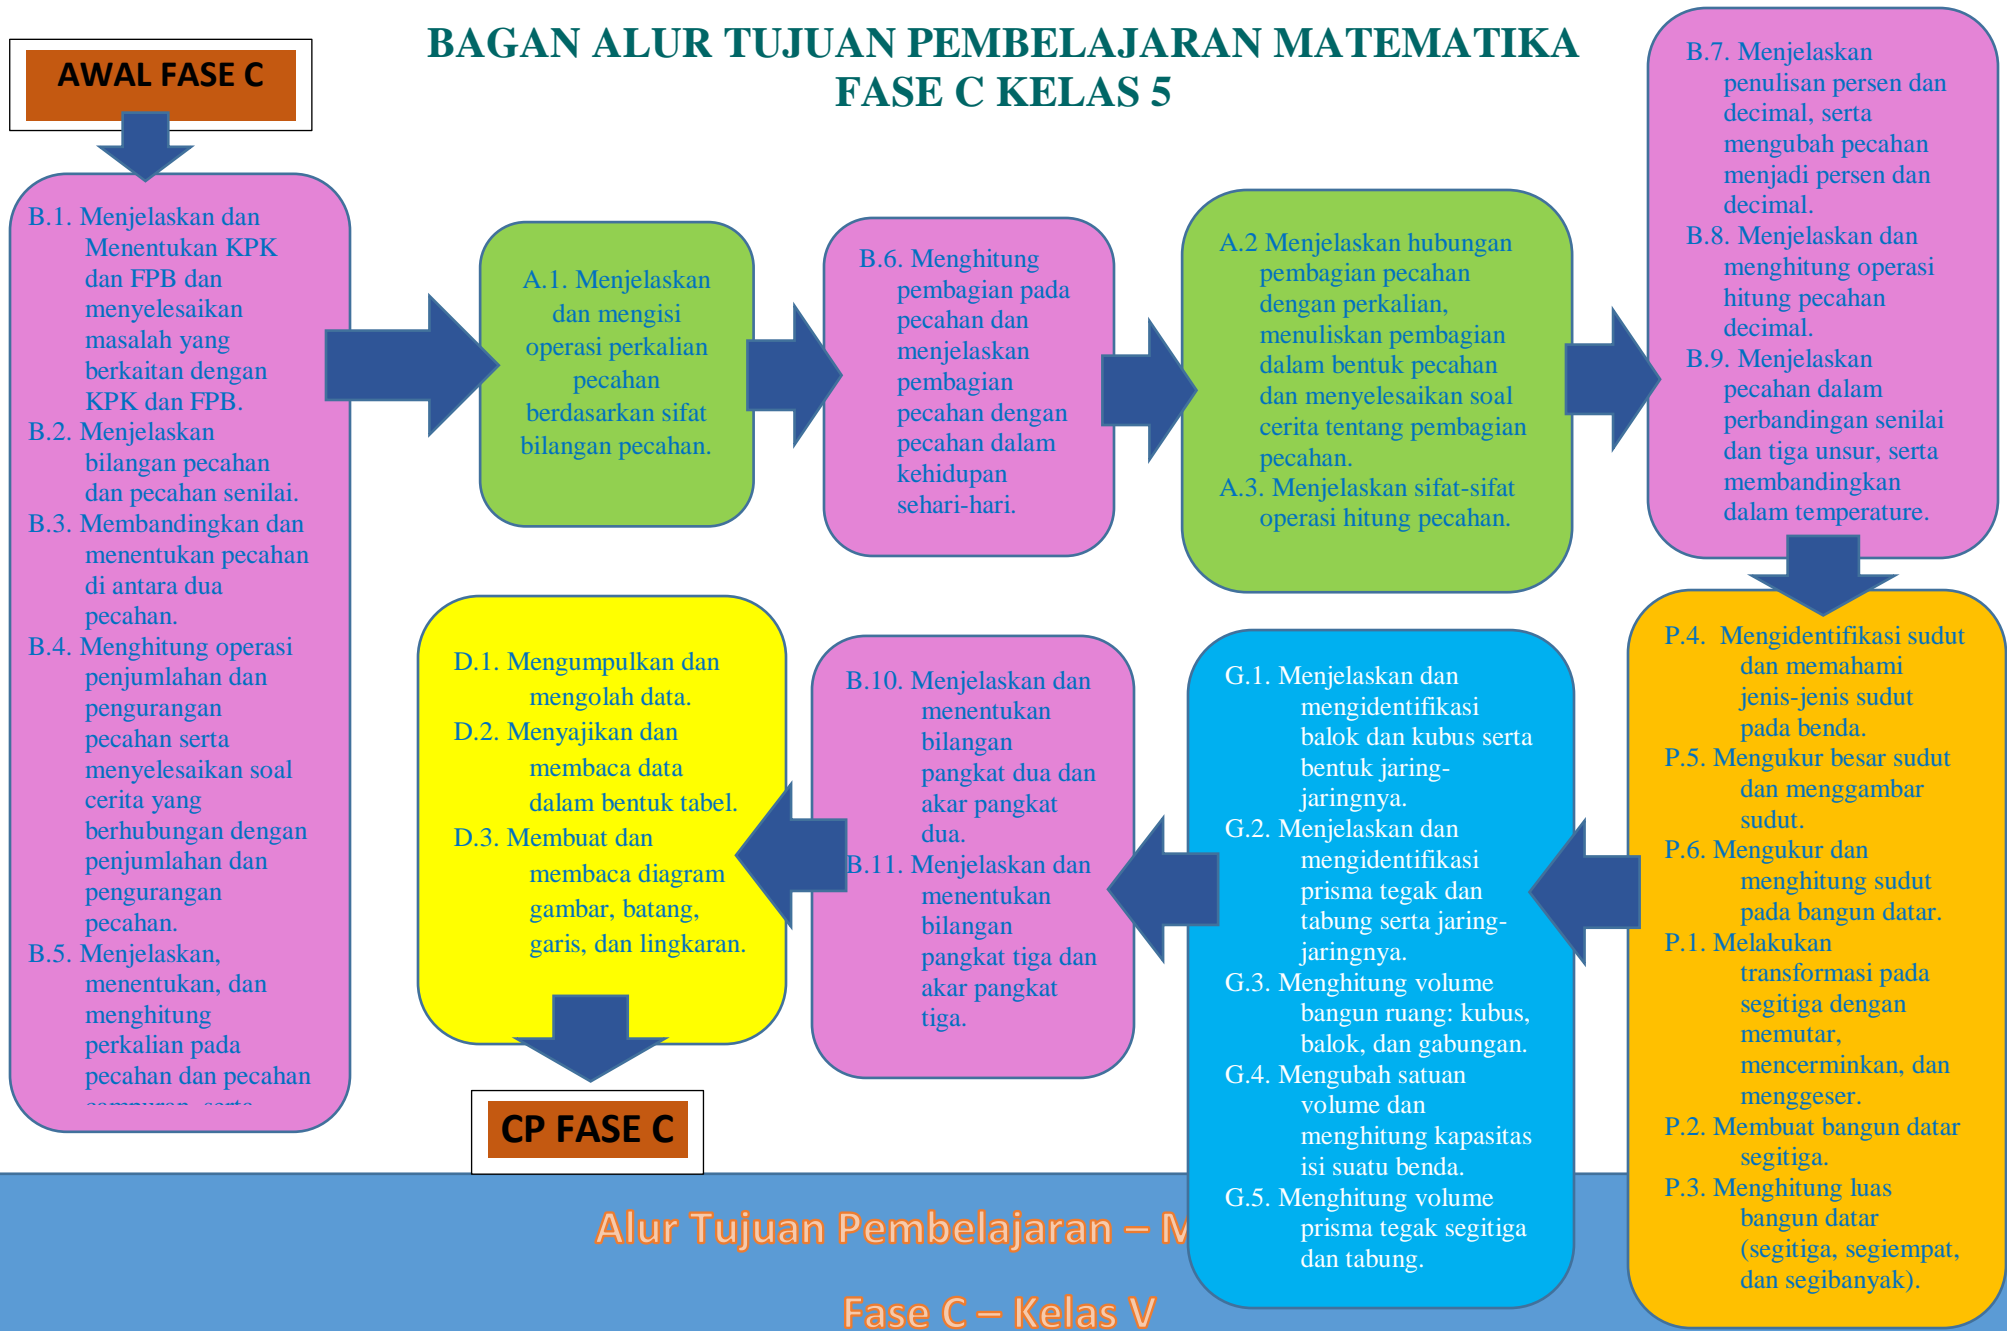 BAGAN ALUR TUJUAN PEMBELAJARAN MATEMATIKA
FASE C KELAS 5
AWAL FASE C
B.1. Menjelaskan dan
Menentukan KPK
dan FPB dan
menyelesaikan
masalah yang
berkaitan dengan
KPK dan FPB.
B.2. Menjelaskan
bilangan pecahan
dan pecahan senilai.
B.3. Membandingkan dan
menentukan pecahan
di antara dua
pecahan.
B.4. Menghitung operasi
penjumlahan dan
pengurangan
pecahan serta
menyelesaikan soal
cerita yang
berhubungan dengan
penjumlahan dan
pengurangan
pecahan.
B.5. Menjelaskan,
menentukan, dan
menghitung
perkalian pada
pecahan dan pecahan
A.1. Menjelaskan
dan mengisi
operasi perkalian
pecahan
berdasarkan sifat
bilangan pecahan.
B.6. Menghitung
pembagian pada
pecahan dan
menjelaskan
pembagian
pecahan dengan
pecahan dalam
kehidupan
sehari-hari.
A.2 Menjelaskan hubungan
pembagian pecahan
dengan perkalian,
menuliskan pembagian
dalam bentuk pecahan
dan menyelesaikan soal
cerita tentang pembagian
pecahan.
A.3. Menjelaskan sifat-sifat
operasi hitung pecahan.
B.7. Menjelaskan
penulisan persen dan
decimal, serta
mengubah pecahan
menjadi persen dan
decimal.
B.8. Menjelaskan dan
menghitung operasi
hitung pecahan
decimal.
B.9. Menjelaskan
pecahan dalam
perbandingan senilai
dan tiga unsur, serta
membandingkan
dalam temperature.
P.4. Mengidentifikasi sudut
dan memahami
jenis-jenis sudut
pada benda.
P.5. Mengukur besar sudut
dan menggambar
sudut.
P.6. Mengukur dan
menghitung sudut
pada bangun datar.
P.1. Melakukan
transformasi pada
segitiga dengan
memutar,
mencerminkan, dan
menggeser.
P.2. Membuat bangun datar
segitiga.
P.3. Menghitung luas
bangun datar
(segitiga, segiempat,
dan segibanyak).
G.1. Menjelaskan dan
mengidentifikasi
balok dan kubus serta
bentuk jaring-
jaringnya.
G.2. Menjelaskan dan
mengidentifikasi
prisma tegak dan
tabung serta jaring-
jaringnya.
G.3. Menghitung volume
bangun ruang: kubus,
balok, dan gabungan.
G.4. Mengubah satuan
volume dan
menghitung kapasitas
isi suatu benda.
G.5. Menghitung volume
prisma tegak segitiga
dan tabung.
B.10. Menjelaskan dan
menentukan
bilangan
pangkat dua dan
akar pangkat
dua.
B.11. Menjelaskan dan
menentukan
bilangan
pangkat tiga dan
akar pangkat
tiga.
D.1. Mengumpulkan dan
mengolah data.
D.2. Menyajikan dan
membaca data
dalam bentuk tabel.
D.3. Membuat dan
membaca diagram
gambar, batang,
garis, dan lingkaran.
CP FASE C
Alur Tujuan Pembelajaran – M
Fase C – Kelas V